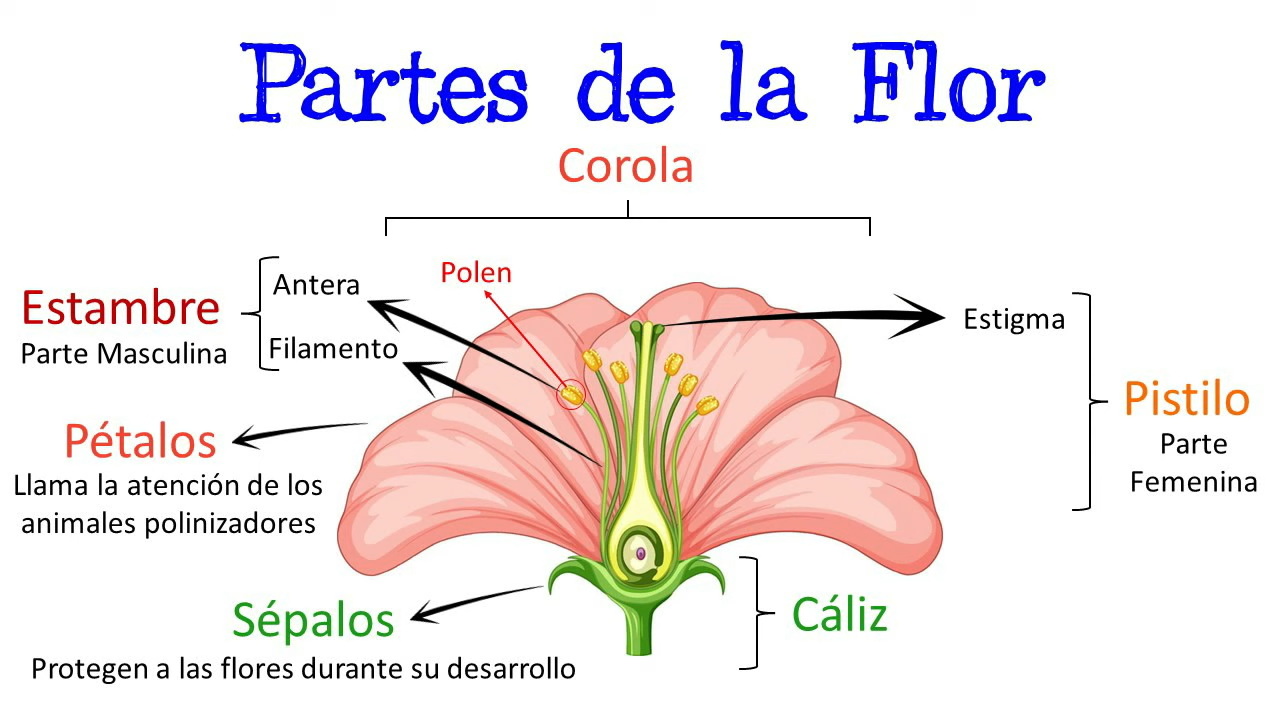 Partes de la Flor
Corola
Estambre
Parte Masculina
Antera
Filamento
Polen
Estigma
Pistilo
Parte
Femenina
Pétalos
Llama la atención de los
animales polinizadores
Sépalos
Protegen a las flores durante su desarrollo
Cáliz